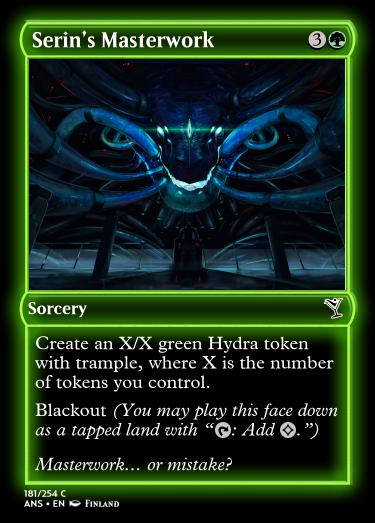 Serin's Masterwork 3
Sorcery
Create an X/X green Hydra token
with trample, where X is the number
of tokens you control.
Blackout (You may play this face down
as a tapped land with “: Add .”)
Masterwork... or mistake?
181/254 C
ANS • EN Finland